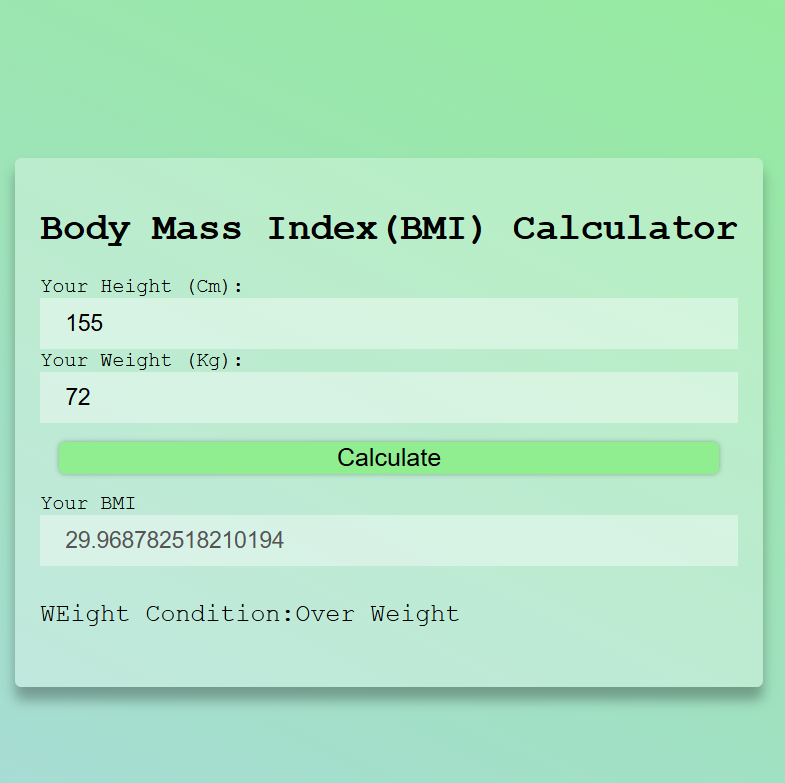 Body Mass Index(BMI) Calculator
Your Height (Cm):
155
Your Weight (Kg):
72
Calculate
Your BMI
29.968782518210194
WEight Condition:Over Weight